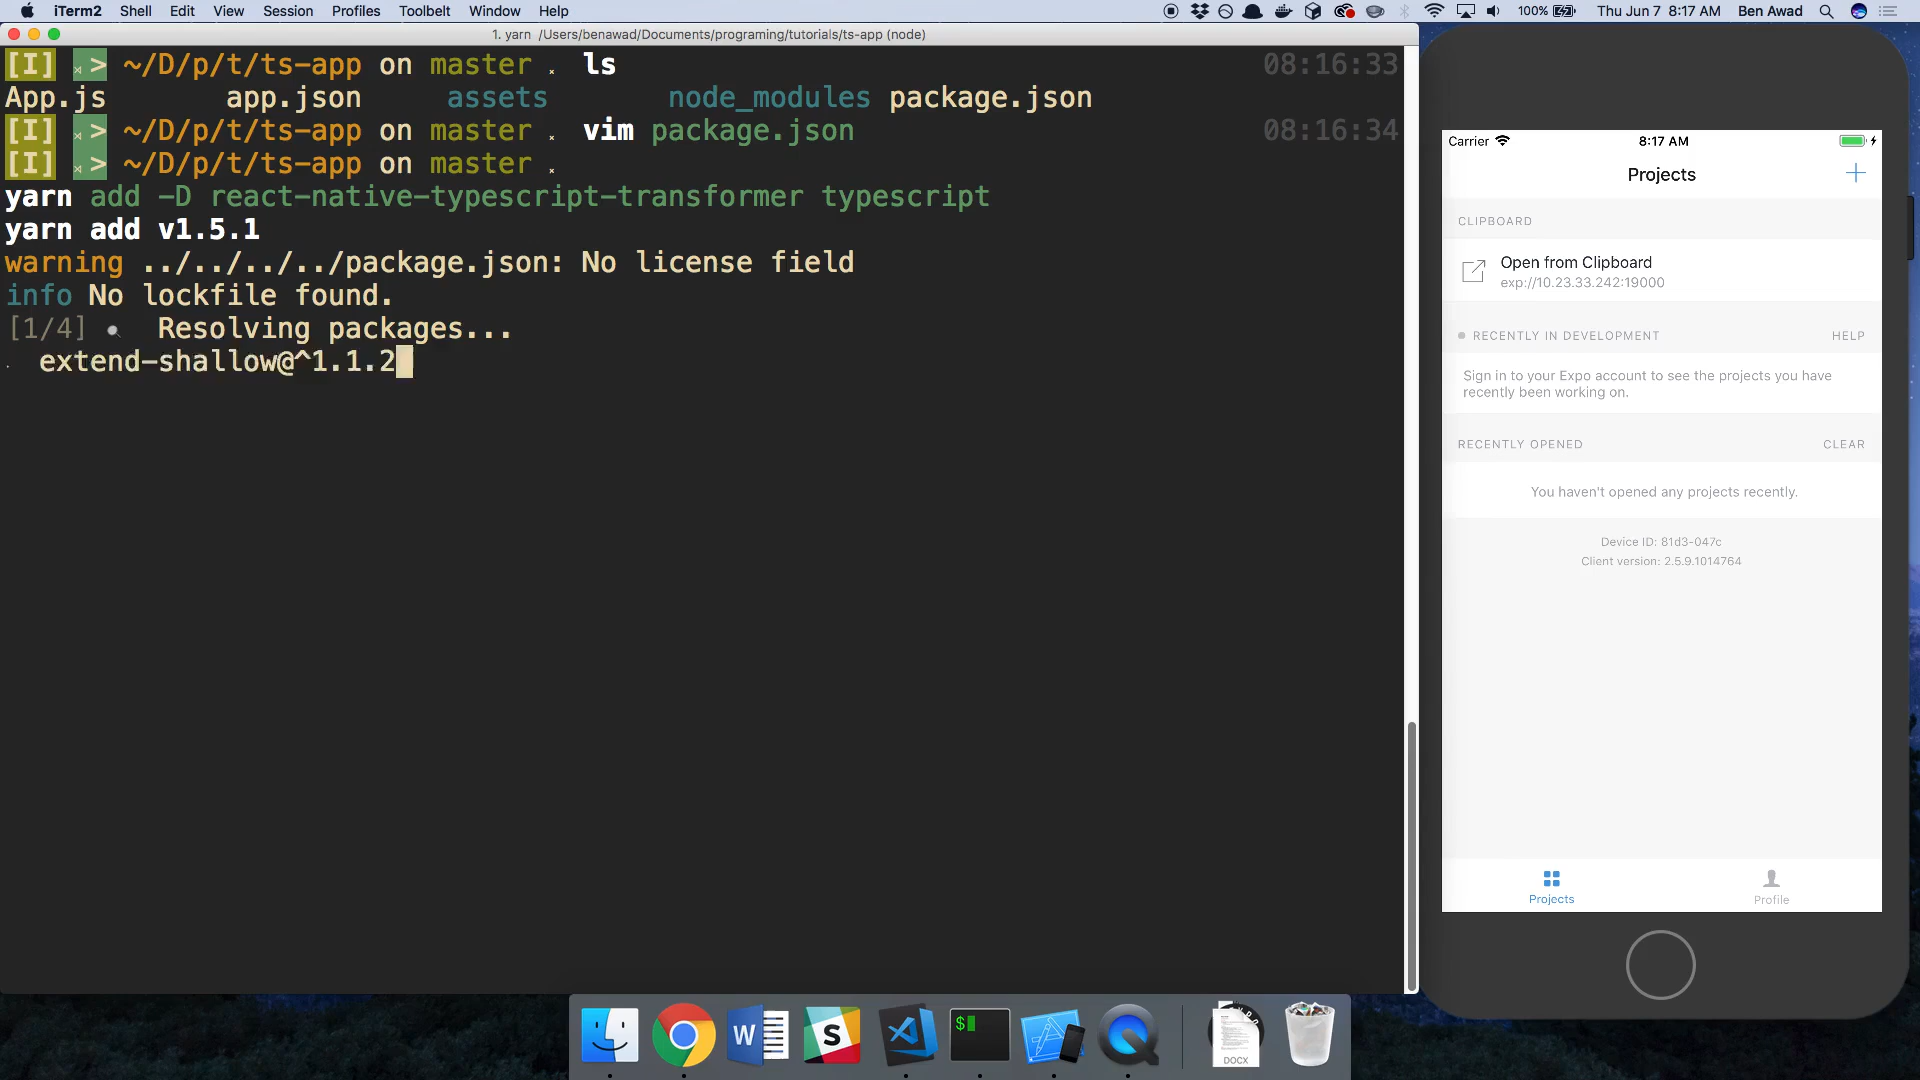 iTerm2 Shell Edit View Session Profiles Toolbelt Window Help 100% Thu Jun 7 8:17 AM Ben Awad
1. yarn /Users/benawad/Documents/programing/tutorials/ts-app (node)
[I] > ~/D/p/t/ts-app on master . ls 08:16:33
App.js app.json assets node_modules package.json
[I] > ~/D/p/t/ts-app on master . vim package.json 08:16:34
[I] > ~/D/p/t/ts-app on master .
yarn add -D react-native-typescript-transformer typescript
yarn add v1.5.1
warning ../../../../package.json: No license field
info No lockfile found.
[1/4] Resolving packages...
extend-shallow@^1.1.2
Carrier 8:17 AM
Projects
CLIPBOARD
Open from Clipboard
exp://10.23.33.242:19000
RECENTLY IN DEVELOPMENT HELP
Sign in to your Expo account to see the projects you have
recently been working on.
RECENTLY OPENED CLEAR
You haven't opened any projects recently.
Device ID: 81d3-047c
Client version: 2.5.9.1014764
Projects Profile
W S $ DOCX